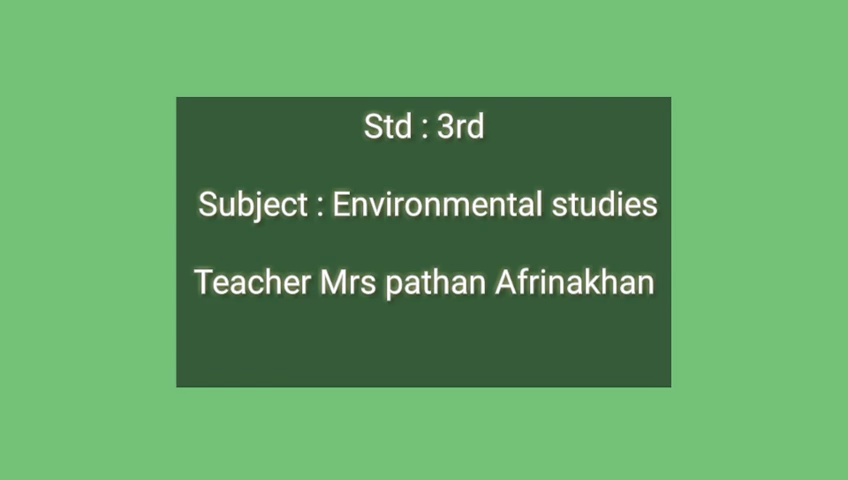 Std : 3rd
Subject : Environmental studies
Teacher Mrs pathan Afrinakhan